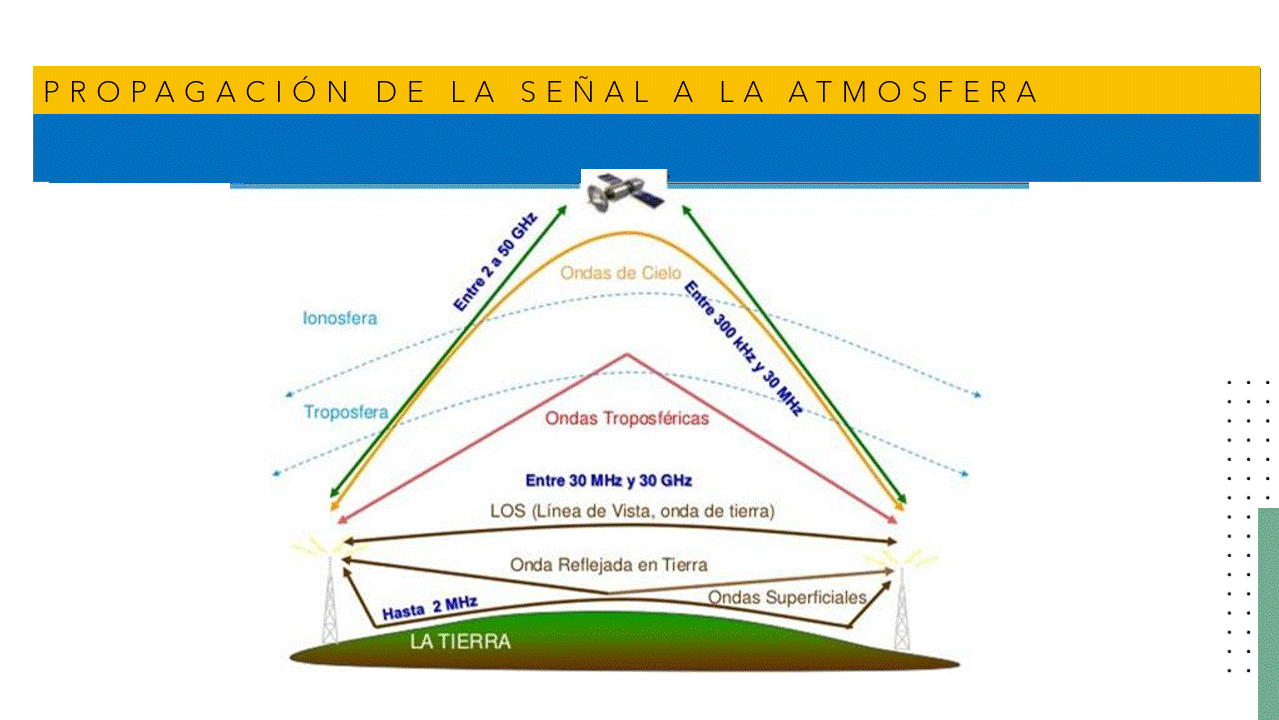 PROPAGACIÓN DE LA SEÑAL A LA ATMOSFERA
Entre 2 a 50 GHz
Ondas de Cielo
Entre 300 kHz y 30 MHz
Ionosfera
Troposfera
Ondas Troposféricas
Entre 30 MHz y 30 GHz
LOS (Línea de Vista, onda de tierra)
Onda Reflejada en Tierra
Ondas Superficiales
Hasta 2 MHz
LA TIERRA